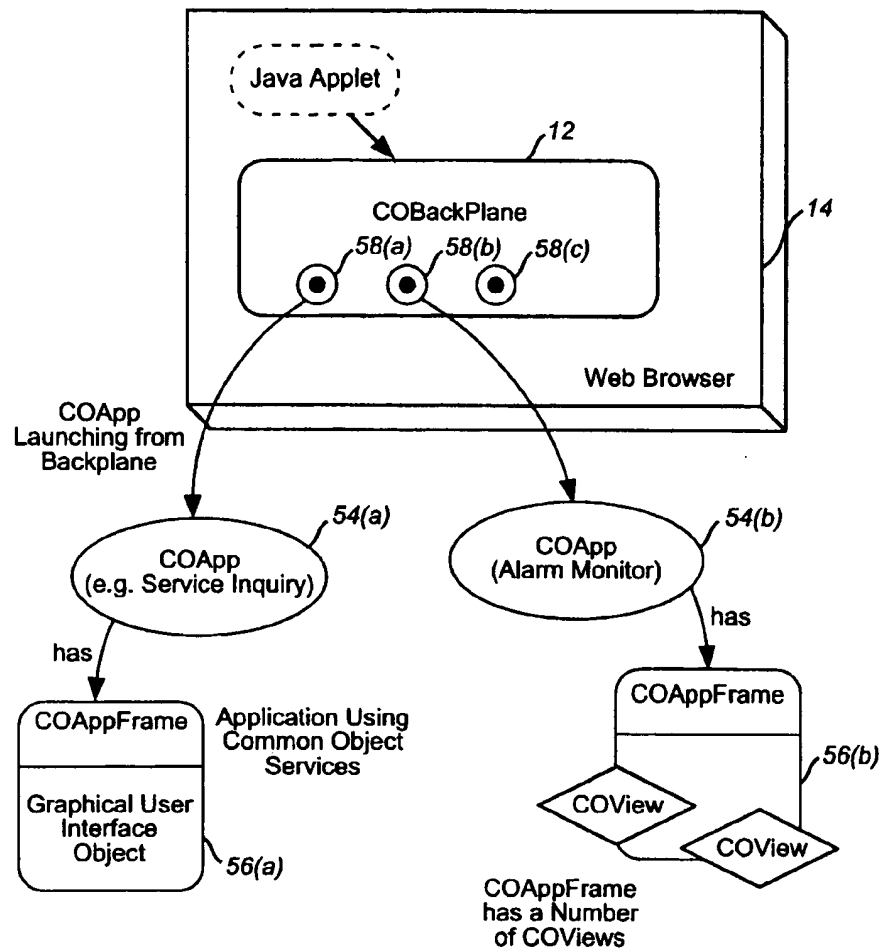 Java Applet
12
COBackPlane
14
58(a)
58(b)
58(c)
Web Browser
COApp
Launching from
Backplane
54(a)
COApp
(e.g. Service Inquiry)
54(b)
COApp
(Alarm Monitor)
has
has
COAppFrame
Graphical User
Interface
Object
56(a)
Application Using
Common Object
Services
COAppFrame
56(b)
COView
COView
COAppFrame
has a Number
of COViews